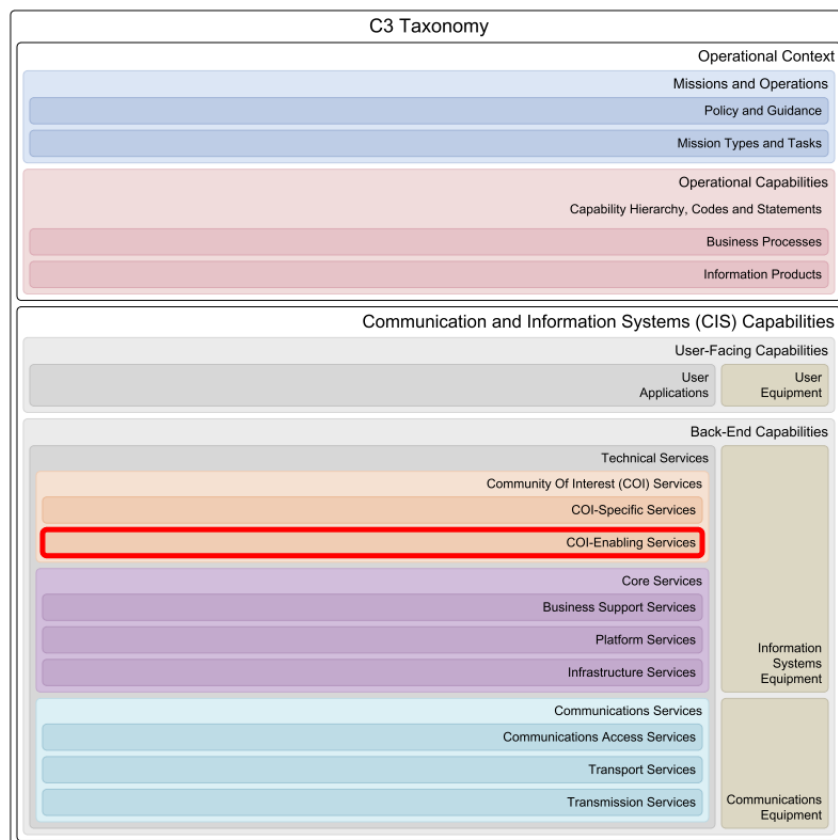 C3 Taxonomy
Operational Context
Missions and Operations
Policy and Guidance
Mission Types and Tasks
Operational Capabilities
Capability Hierarchy, Codes and Statements
Business Processes
Information Products
Communication and Information Systems (CIS) Capabilities
User-Facing Capabilities
User
Applications
User
Equipment
Back-End Capabilities
Technical Services
Community Of Interest (COI) Services
COI-Specific Services
COI-Enabling Services
Core Services
Business Support Services
Platform Services
Infrastructure Services
Information
Systems
Equipment
Communications Services
Communications Access Services
Transport Services
Transmission Services
Communications
Equipment